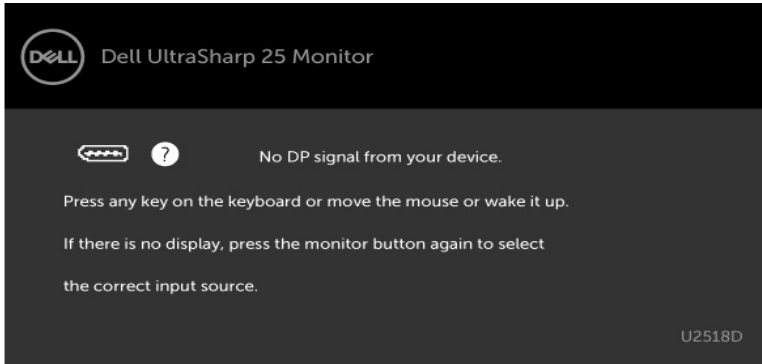 DELL
Dell UltraSharp 25 Monitor
?
No DP signal from your device.
Press any key on the keyboard or move the mouse or wake it up.
If there is no display, press the monitor button again to select
the correct input source.
U2518D